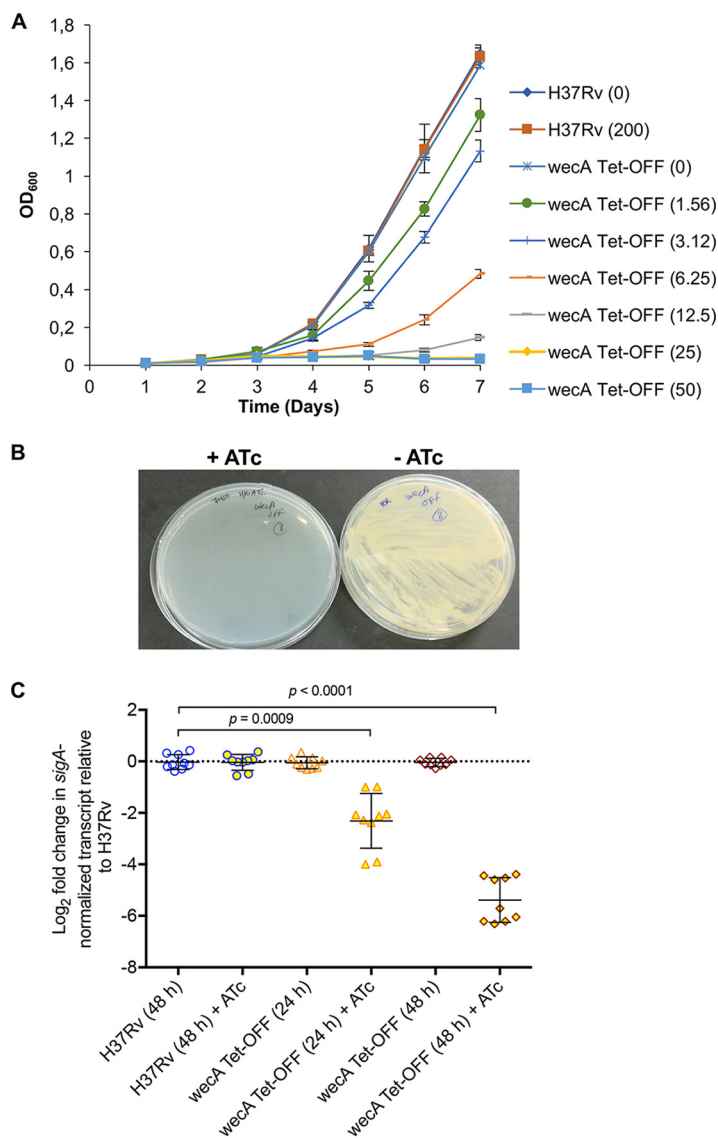 A
1,8
1,6
1,4
1,2
1
0,8
0,6
0,4
0,2
0
OD600
0 1 2 3 4 5 6 7
Time (Days)
H37Rv (0)
H37Rv (200)
wecA Tet-OFF (0)
wecA Tet-OFF (1.56)
wecA Tet-OFF (3.12)
wecA Tet-OFF (6.25)
wecA Tet-OFF (12.5)
wecA Tet-OFF (25)
wecA Tet-OFF (50)
B
+ ATc - ATc
wecA
OFF
wecA
OFF
C
p < 0.0001
p = 0.0009
2
0
-2
-4
-6
-8
Log2 fold change in sigA-
normalized transcript relative
to H37Rv
H37Rv (48 h)
H37Rv (48 h) + ATc
wecA Tet-OFF (24 h)
wecA Tet-OFF (24 h) + ATc
wecA Tet-OFF (48 h)
wecA Tet-OFF (48 h) + ATc